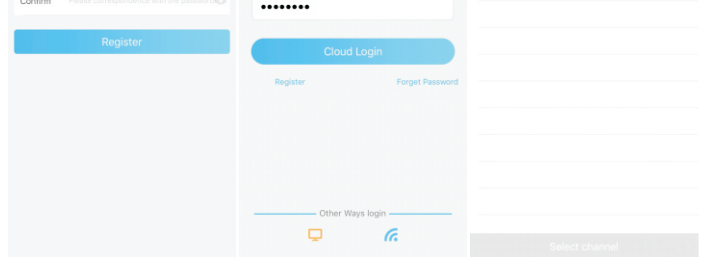 Confirm
Register
Cloud Login
Register Forget Password
Other Ways login
Select channel